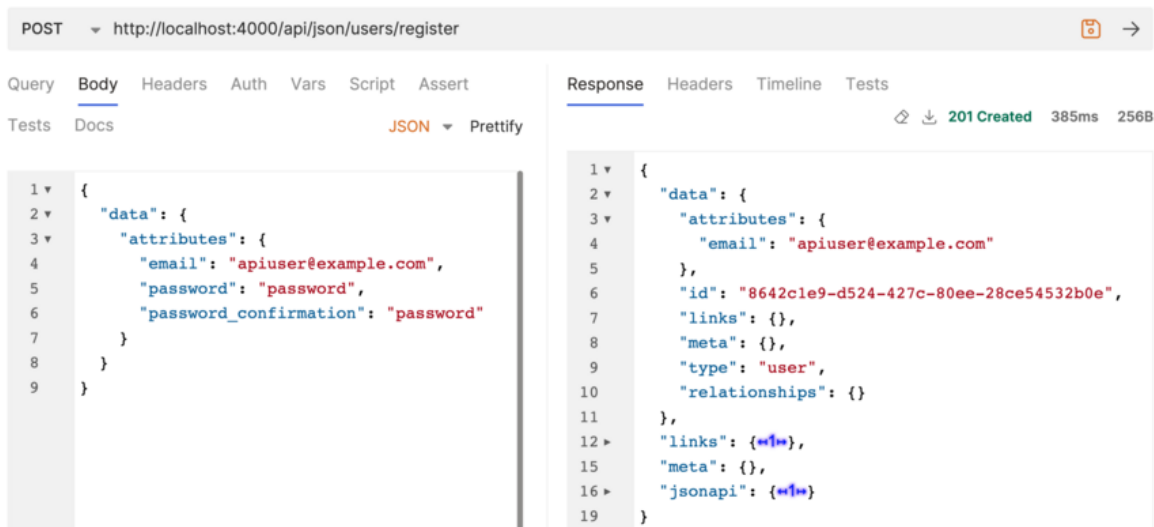 POST http://localhost:4000/api/json/users/register
Query Body Headers Auth Vars Script Assert
Tests Docs JSON Prettify
1 {
2 "data": {
3 "attributes": {
4 "email": "apiuser@example.com",
5 "password": "password",
6 "password_confirmation": "password"
7 }
8 }
9 }
Response Headers Timeline Tests
201 Created 385ms 256B
1 {
2 "data": {
3 "attributes": {
4 "email": "apiuser@example.com"
5 },
6 "id": "8642c1e9-d524-427c-80ee-28ce54532b0e",
7 "links": {},
8 "meta": {},
9 "type": "user",
10 "relationships": {}
11 },
12 "links": {↤1↦},
15 "meta": {},
16 "jsonapi": {↤1↦}
19 }